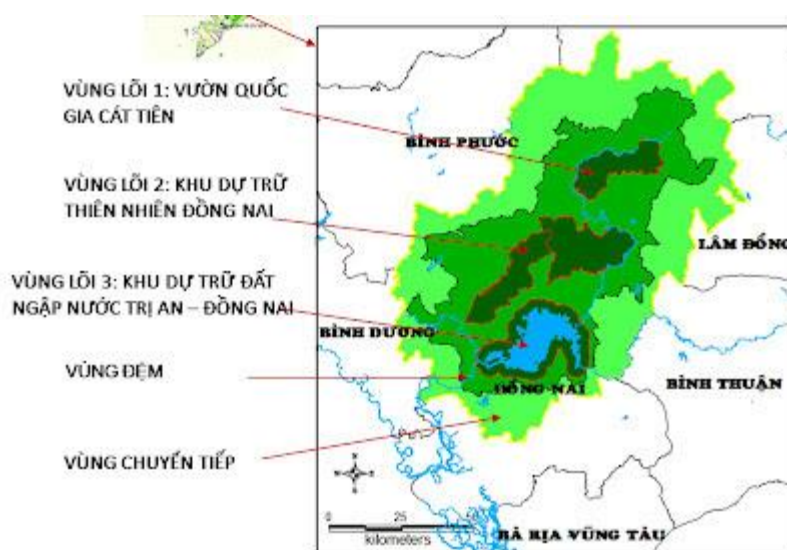 VÙNG LÕI 1: VƯỜN QUỐC
GIA CÁT TIÊN
VÙNG LÕI 2: KHU DỰ TRỮ
THIÊN NHIÊN ĐỒNG NAI
VÙNG LÕI 3: KHU DỰ TRỮ ĐẤT
NGẬP NƯỚC TRỊ AN – ĐỒNG NAI
VÙNG ĐỆM
VÙNG CHUYỂN TIẾP
BÌNH PHƯỚC
LÂM ĐỒNG
BÌNH DƯƠNG
ĐỒNG NAI
BÌNH THUẬN
BÀ RỊA VŨNG TÀU
0 25
kilometers